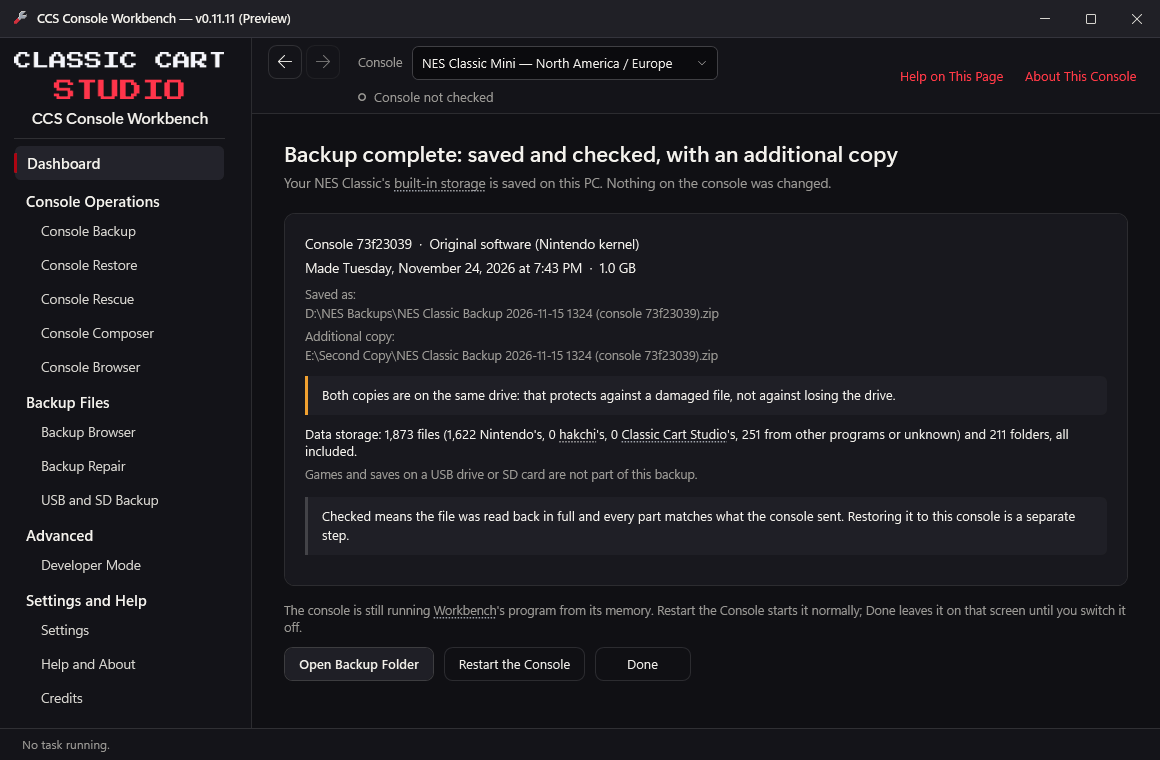 CCS Console Workbench — v0.11.11 (Preview)
CLASSIC CART
STUDIO
CCS Console Workbench
Dashboard
Console Operations
Console Backup
Console Restore
Console Rescue
Console Composer
Console Browser
Backup Files
Backup Browser
Backup Repair
USB and SD Backup
Advanced
Developer Mode
Settings and Help
Settings
Help and About
Credits
Console
NES Classic Mini — North America / Europe
Console not checked
Help on This Page
About This Console
Backup complete: saved and checked, with an additional copy
Your NES Classic's built-in storage is saved on this PC. Nothing on the console was changed.
Console 73f23039 · Original software (Nintendo kernel)
Made Tuesday, November 24, 2026 at 7:43 PM · 1.0 GB
Saved as:
D:\NES Backups\NES Classic Backup 2026-11-15 1324 (console 73f23039).zip
Additional copy:
E:\Second Copy\NES Classic Backup 2026-11-15 1324 (console 73f23039).zip
Both copies are on the same drive: that protects against a damaged file, not against losing the drive.
Data storage: 1,873 files (1,622 Nintendo's, 0 hakchi's, 0 Classic Cart Studio's, 251 from other programs or unknown) and 211 folders, all
included.
Games and saves on a USB drive or SD card are not part of this backup.
Checked means the file was read back in full and every part matches what the console sent. Restoring it to this console is a separate
step.
The console is still running Workbench's program from its memory. Restart the Console starts it normally; Done leaves it on that screen until you switch it
off.
Open Backup Folder
Restart the Console
Done
No task running.